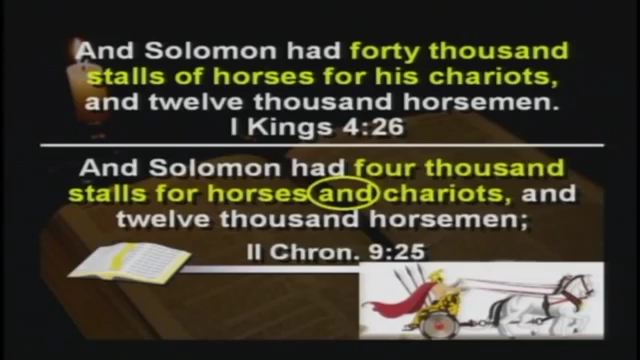 And Solomon had forty thousand
stalls of horses for his chariots,
and twelve thousand horsemen.
I Kings 4:26
And Solomon had four thousand
stalls for horses and chariots, and
twelve thousand horsemen;
II Chron. 9:25